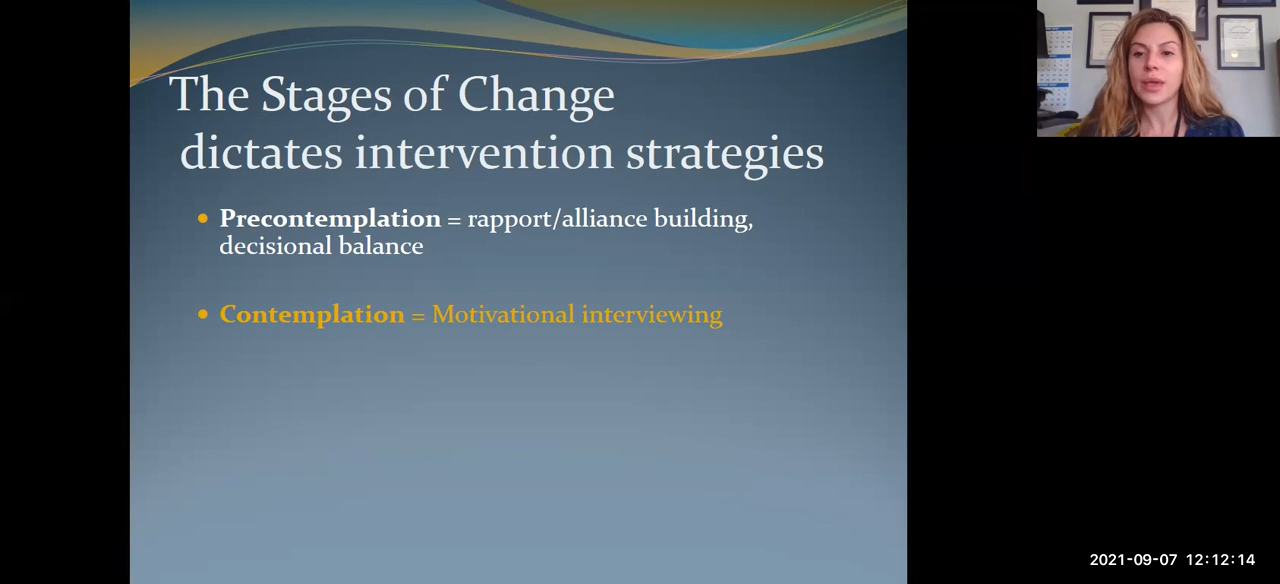 The Stages of Change
dictates intervention strategies
Precontemplation = rapport/alliance building,
decisional balance
Contemplation = Motivational interviewing
2021-09-07 12:12:14